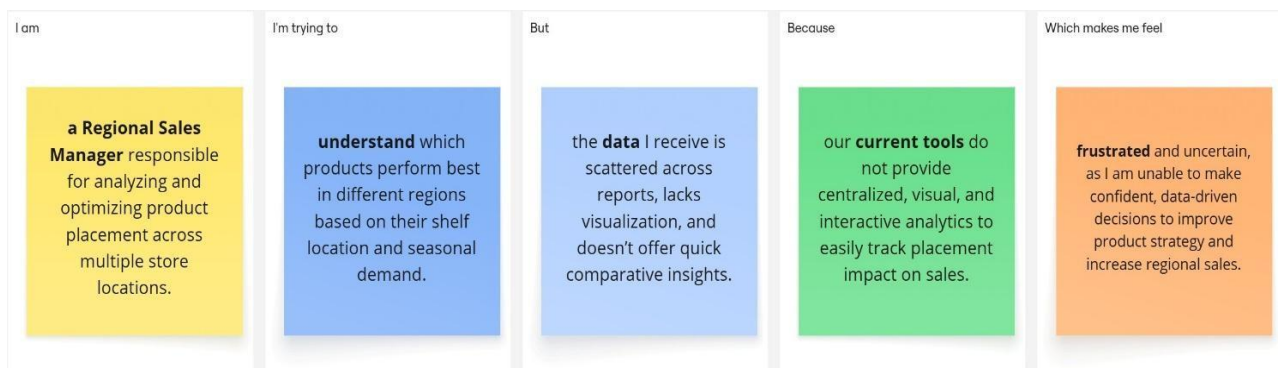 I am
a Regional Sales
Manager responsible
for analyzing and
optimizing product
placement across
multiple store
locations.
I'm trying to
understand which
products perform best
in different regions
based on their shelf
location and seasonal
demand.
But
the data I receive is
scattered across
reports, lacks
visualization, and
doesn’t offer quick
comparative insights.
Because
our current tools do
not provide
centralized, visual, and
interactive analytics to
easily track placement
impact on sales.
Which makes me feel
frustrated and uncertain,
as I am unable to make
confident, data-driven
decisions to improve
product strategy and
increase regional sales.